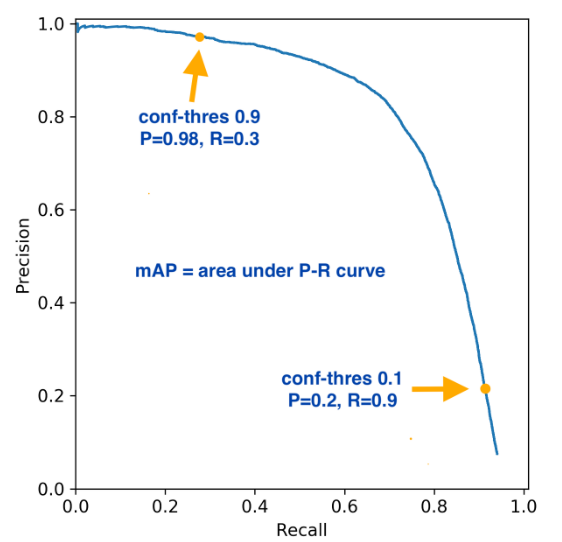 1.0
0.8
0.6
0.4
0.2
0.0
Precision
conf-thres 0.9
P=0.98, R=0.3
mAP = area under P-R curve
conf-thres 0.1
P=0.2, R=0.9
0.0 0.2 0.4 0.6 0.8 1.0
Recall